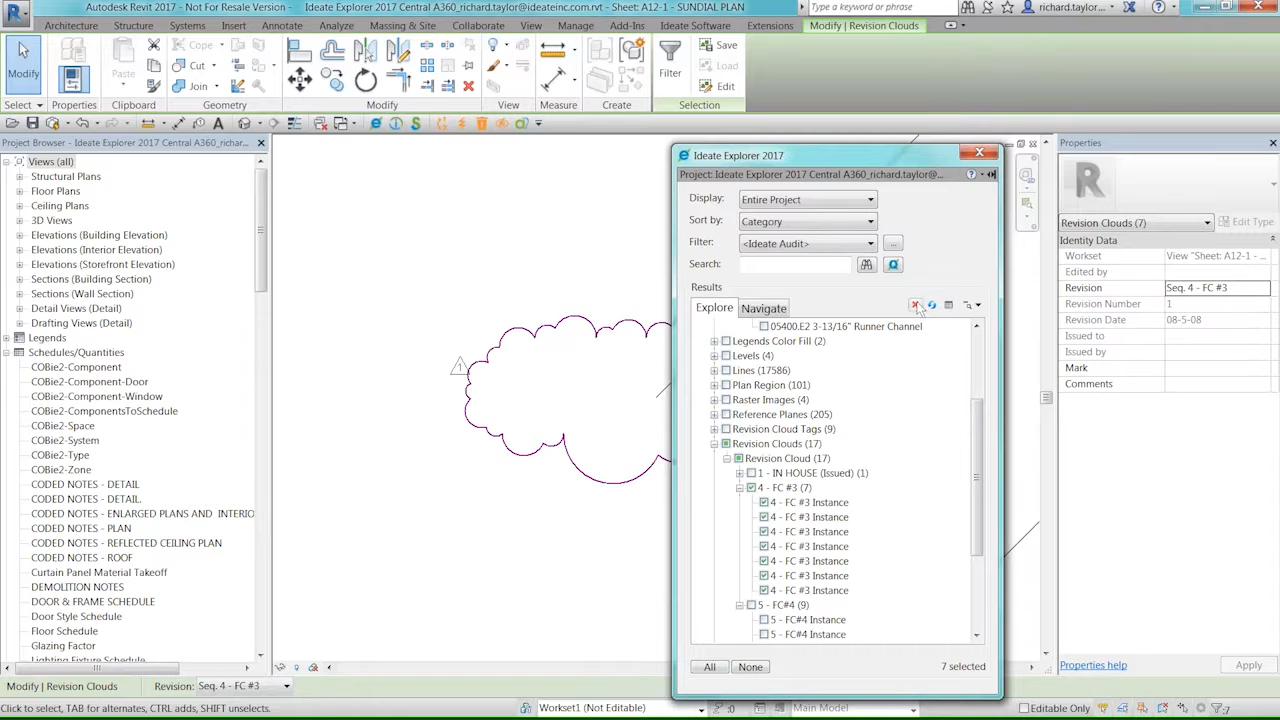 Autodesk Revit 2017 - Not For Resale Version - Ideate Explorer 2017 Central A360_richard.taylor@ideateinc.com.rvt - Sheet: A12-1 - SUNDIAL PLAN
Type a keyword or phrase
richard.taylor...
Architecture Structure Systems Insert Annotate Analyze Massing & Site Collaborate View Manage Add-Ins Ideate Software Extensions Modify | Revision Clouds
Modify
Paste
Cope
Cut
Join
Filter
Save
Load
Edit
Select Properties Clipboard Geometry Modify View Measure Create Selection
Project Browser - Ideate Explorer 2017 Central A360_richar...
Views (all)
Structural Plans
Floor Plans
Ceiling Plans
3D Views
Elevations (Building Elevation)
Elevations (Interior Elevation)
Elevations (Storefront Elevation)
Sections (Building Section)
Sections (Wall Section)
Detail Views (Detail)
Drafting Views (Detail)
Legends
Schedules/Quantities
COBie2-Component
COBie2-Component-Door
COBie2-Component-Window
COBie2-ComponentsToSchedule
COBie2-Space
COBie2-System
COBie2-Type
COBie2-Zone
CODED NOTES - DETAIL
CODED NOTES - DETAIL.
CODED NOTES - ENLARGED PLANS AND INTERIO
CODED NOTES - PLAN
CODED NOTES - REFLECTED CEILING PLAN
CODED NOTES - ROOF
Curtain Panel Material Takeoff
DEMOLITION NOTES
DOOR & FRAME SCHEDULE
Door Style Schedule
Floor Schedule
Glazing Factor
Lighting Fixture Schedule
1
Ideate Explorer 2017
Project: Ideate Explorer 2017 Central A360_richard.taylor@...
Display: Entire Project
Sort by: Category
Filter: <Ideate Audit> ...
Search:
Results
Explore Navigate
05400.E2 3-13/16" Runner Channel
Legends Color Fill (2)
Levels (4)
Lines (17586)
Plan Region (101)
Raster Images (4)
Reference Planes (205)
Revision Cloud Tags (9)
Revision Clouds (17)
Revision Cloud (17)
1 - IN HOUSE (Issued) (1)
4 - FC #3 (7)
4 - FC #3 Instance
4 - FC #3 Instance
4 - FC #3 Instance
4 - FC #3 Instance
4 - FC #3 Instance
4 - FC #3 Instance
4 - FC #3 Instance
5 - FC#4 (9)
5 - FC#4 Instance
5 - FC#4 Instance
All None 7 selected
Properties
R
Revision Clouds (7) Edit Type
Identity Data
Workset View "Sheet: A12-1 ...
Edited by
Revision Seq. 4 - FC #3
Revision Number 1
Revision Date 08-5-08
Issued to
Issued by
Mark
Comments
Properties help Apply
Modify | Revision Clouds Revision: Seq. 4 - FC #3
Click to select, TAB for alternates, CTRL adds, SHIFT unselects. Workset1 (Not Editable) :0 Main Model Editable Only :7